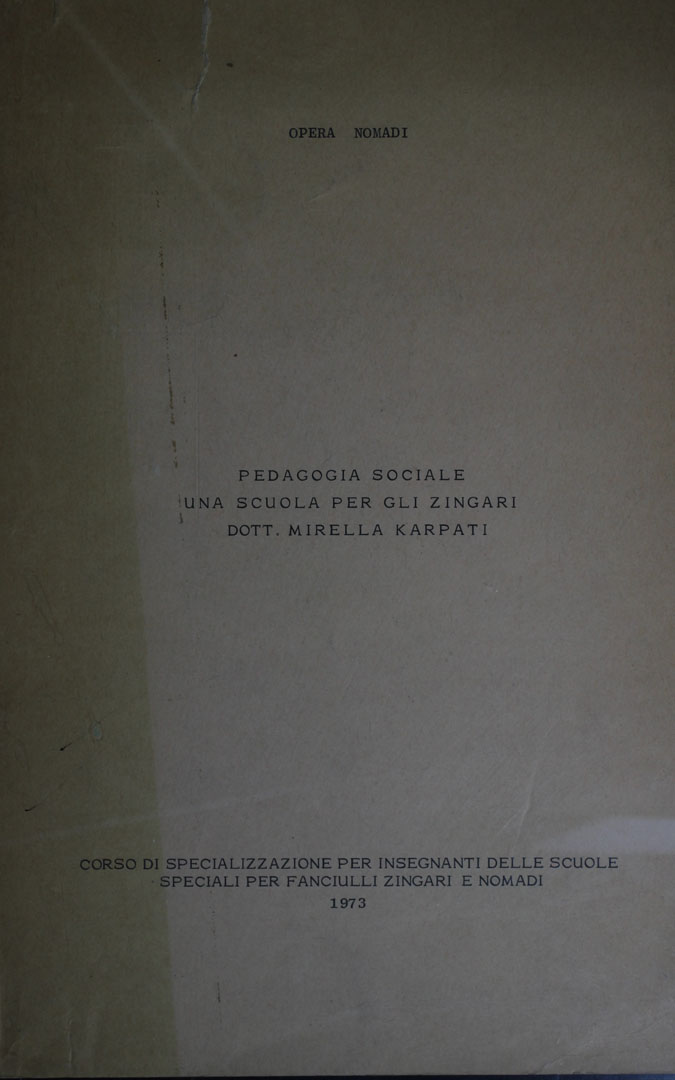 OPERA NOMADI
PEDAGOGIA SOCIALE
UNA SCUOLA PER GLI ZINGARI
DOTT. MIRELLA KARPATI
CORSO DI SPECIALIZZAZIONE PER INSEGNANTI DELLE SCUOLE
SPECIALI PER FANCIULLI ZINGARI E NOMADI
1973